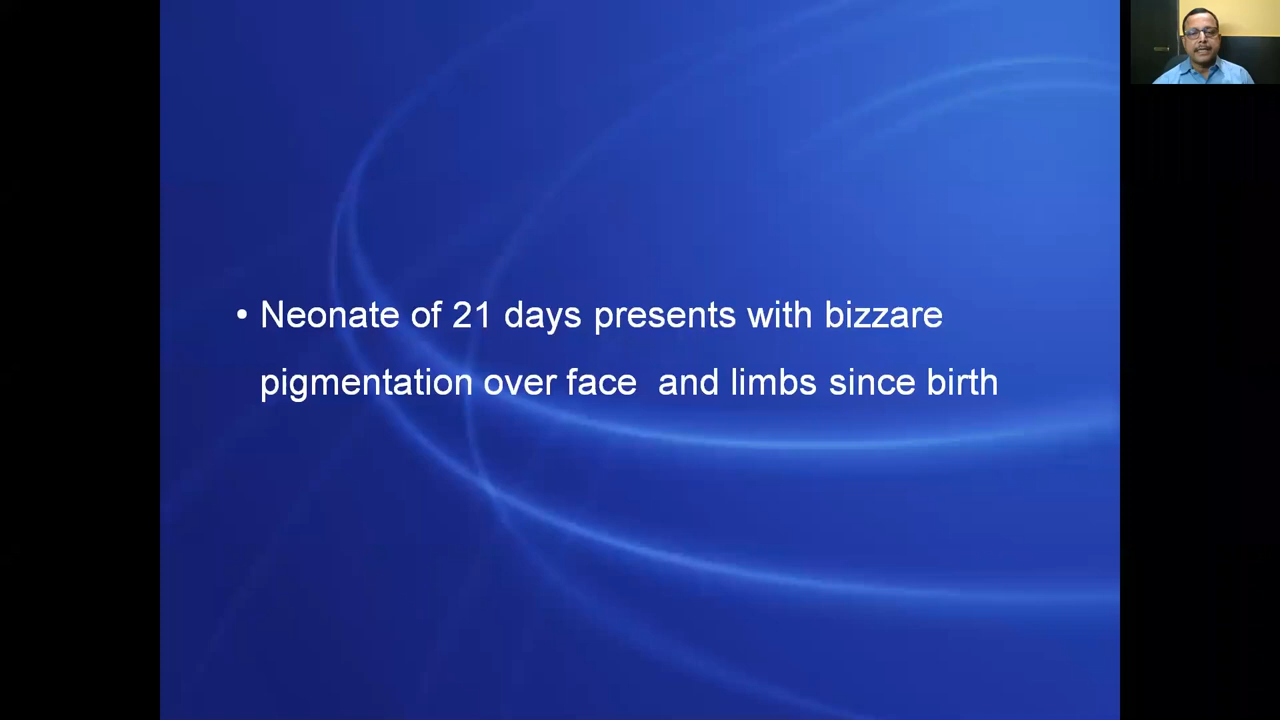 • Neonate of 21 days presents with bizzare
pigmentation over face  and limbs since birth